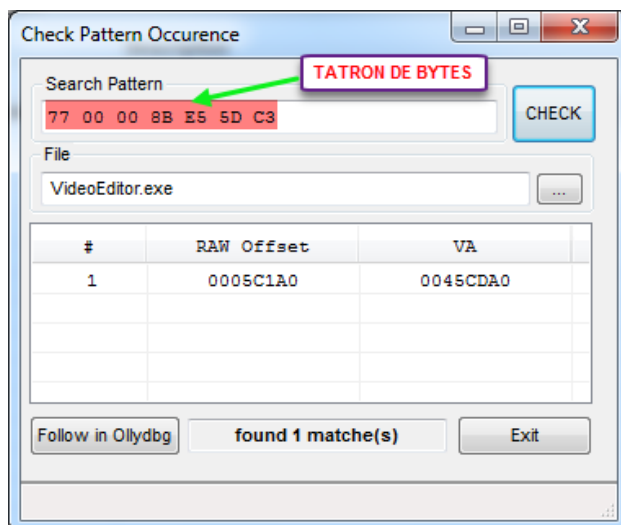 Check Pattern Occurence
TATRON DE BYTES
Search Pattern
77 00 00 8B E5 5D C3
CHECK
File
VideoEditor.exe
...
# RAW Offset VA
1 0005C1A0 0045CDA0
Follow in Ollydbg found 1 matche(s) Exit